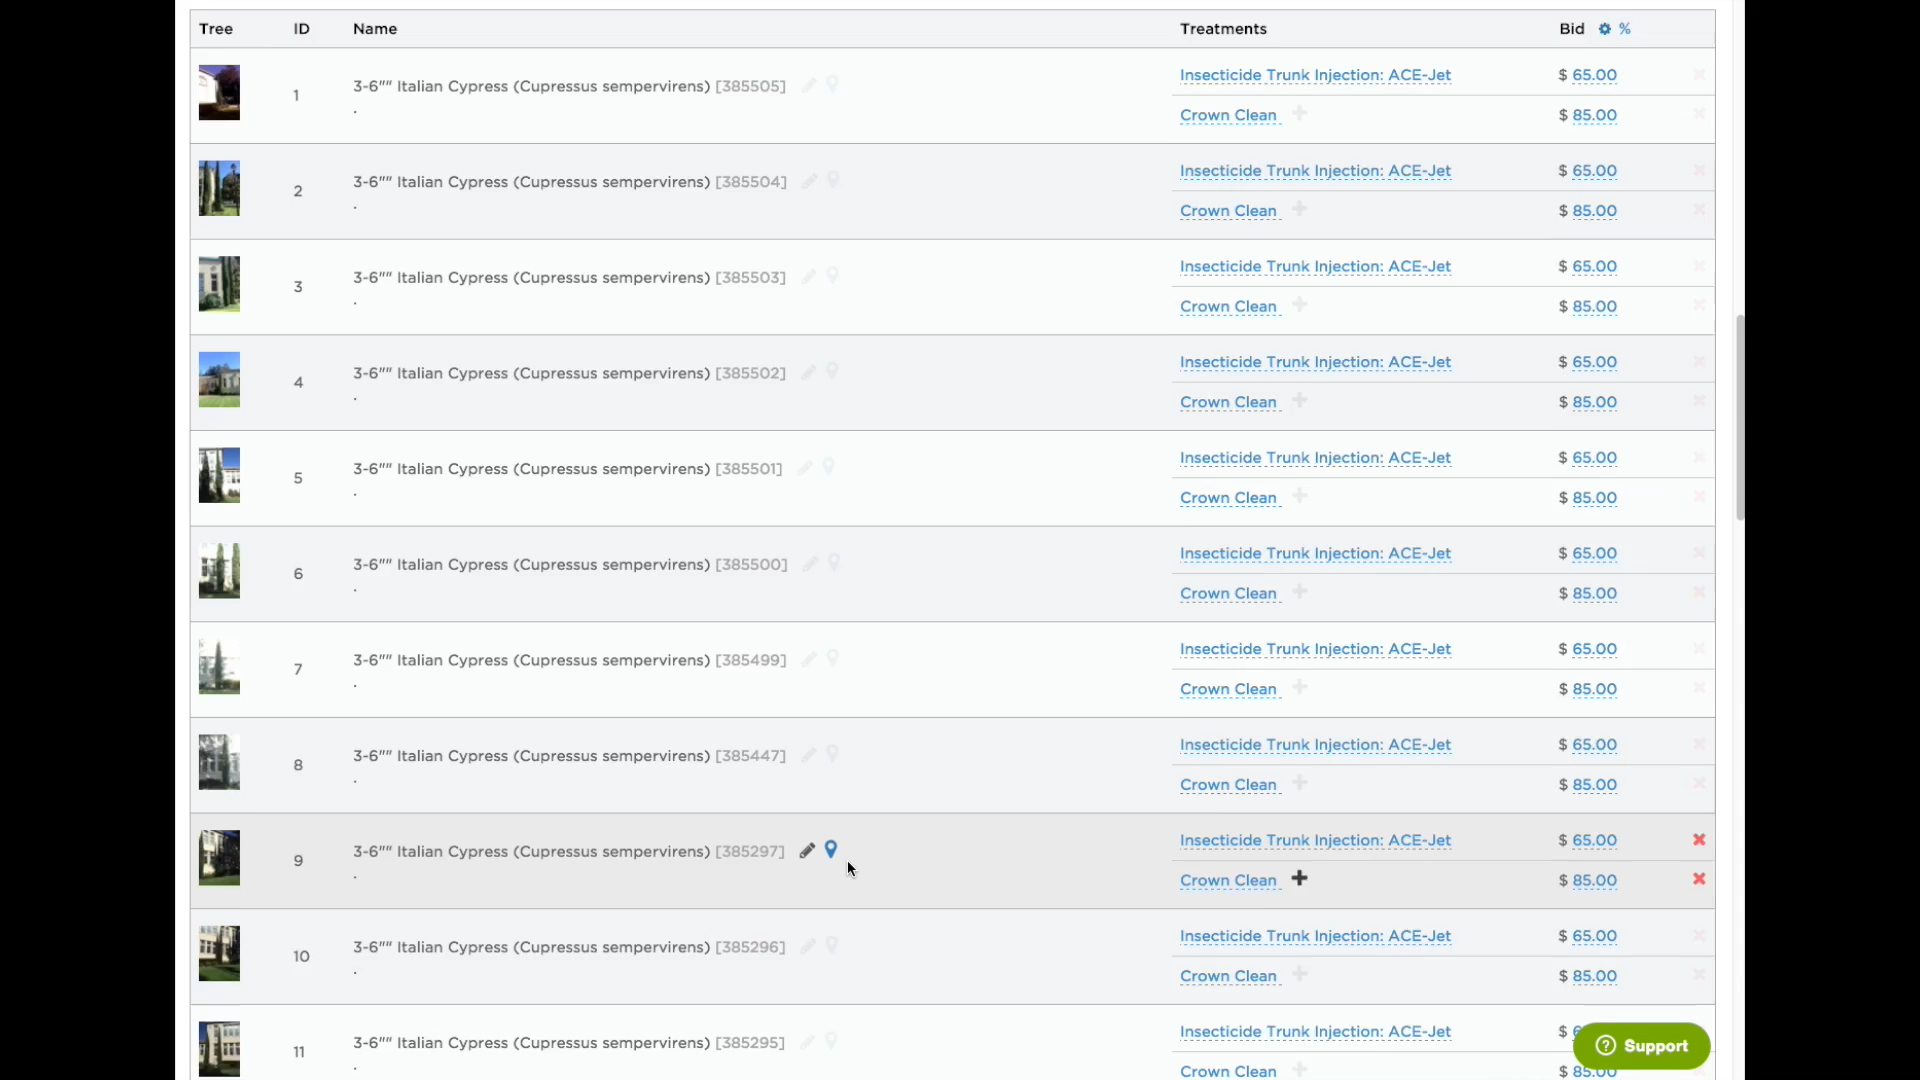 Tree ID Name Treatments Bid %
1 3-6"" Italian Cypress (Cupressus sempervirens) [385505] Insecticide Trunk Injection: ACE-Jet $ 65.00
. Crown Clean $ 85.00
2 3-6"" Italian Cypress (Cupressus sempervirens) [385504] Insecticide Trunk Injection: ACE-Jet $ 65.00
. Crown Clean $ 85.00
3 3-6"" Italian Cypress (Cupressus sempervirens) [385503] Insecticide Trunk Injection: ACE-Jet $ 65.00
. Crown Clean $ 85.00
4 3-6"" Italian Cypress (Cupressus sempervirens) [385502] Insecticide Trunk Injection: ACE-Jet $ 65.00
. Crown Clean $ 85.00
5 3-6"" Italian Cypress (Cupressus sempervirens) [385501] Insecticide Trunk Injection: ACE-Jet $ 65.00
. Crown Clean $ 85.00
6 3-6"" Italian Cypress (Cupressus sempervirens) [385500] Insecticide Trunk Injection: ACE-Jet $ 65.00
. Crown Clean $ 85.00
7 3-6"" Italian Cypress (Cupressus sempervirens) [385499] Insecticide Trunk Injection: ACE-Jet $ 65.00
. Crown Clean $ 85.00
8 3-6"" Italian Cypress (Cupressus sempervirens) [385447] Insecticide Trunk Injection: ACE-Jet $ 65.00
. Crown Clean $ 85.00
9 3-6"" Italian Cypress (Cupressus sempervirens) [385297] Insecticide Trunk Injection: ACE-Jet $ 65.00
. Crown Clean $ 85.00
10 3-6"" Italian Cypress (Cupressus sempervirens) [385296] Insecticide Trunk Injection: ACE-Jet $ 65.00
. Crown Clean $ 85.00
11 3-6"" Italian Cypress (Cupressus sempervirens) [385295] Insecticide Trunk Injection: ACE-Jet $
. Crown Clean $ 85.00
Support